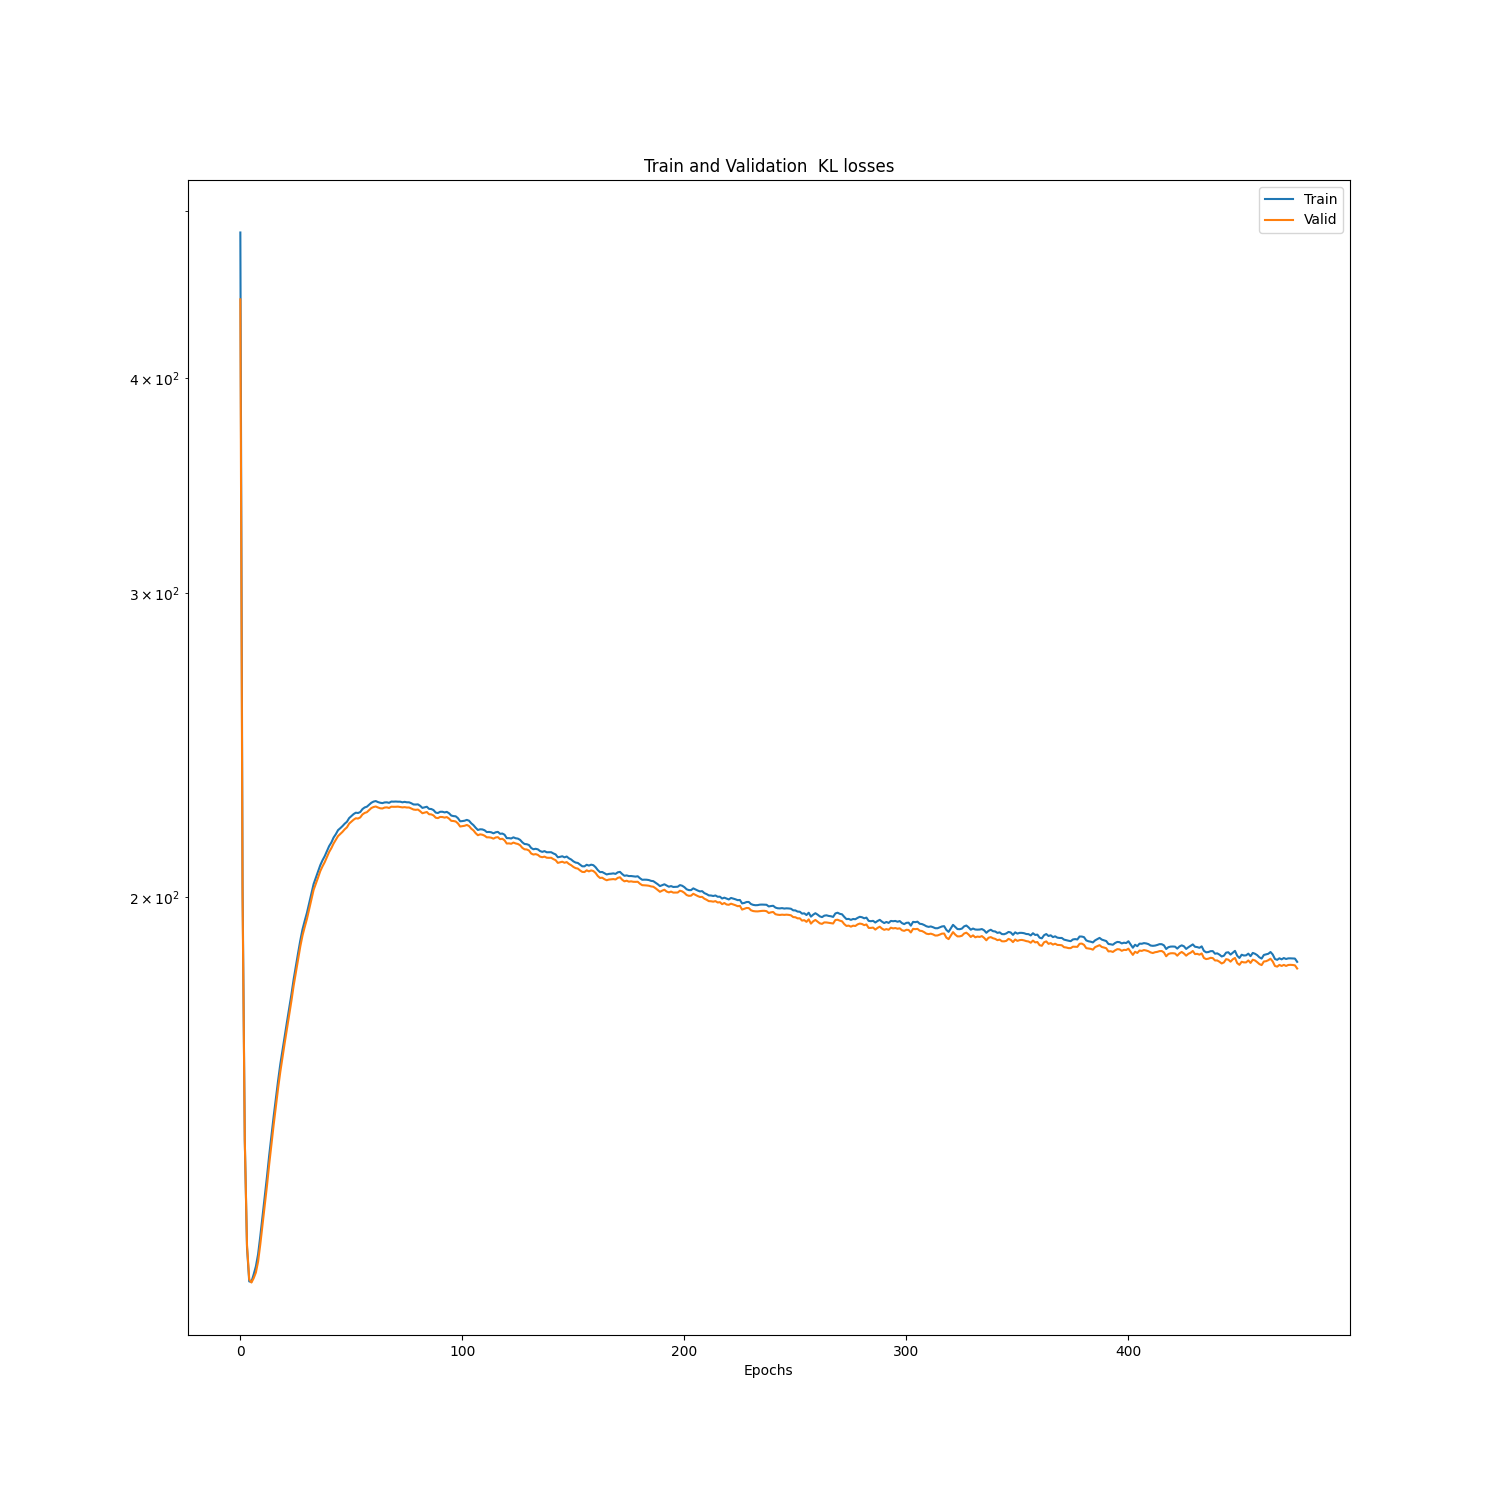 Train and Validation  KL losses
Train
Valid
4 × 10²
3 × 10²
2 × 10²
0 100 200 300 400
Epochs